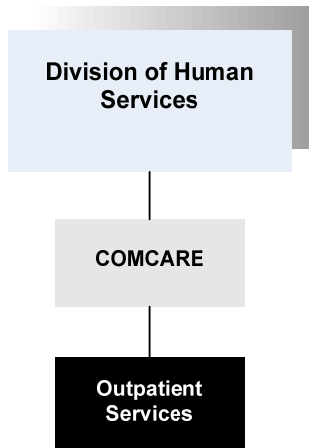 Division of Human
Services
COMCARE
Outpatient
Services